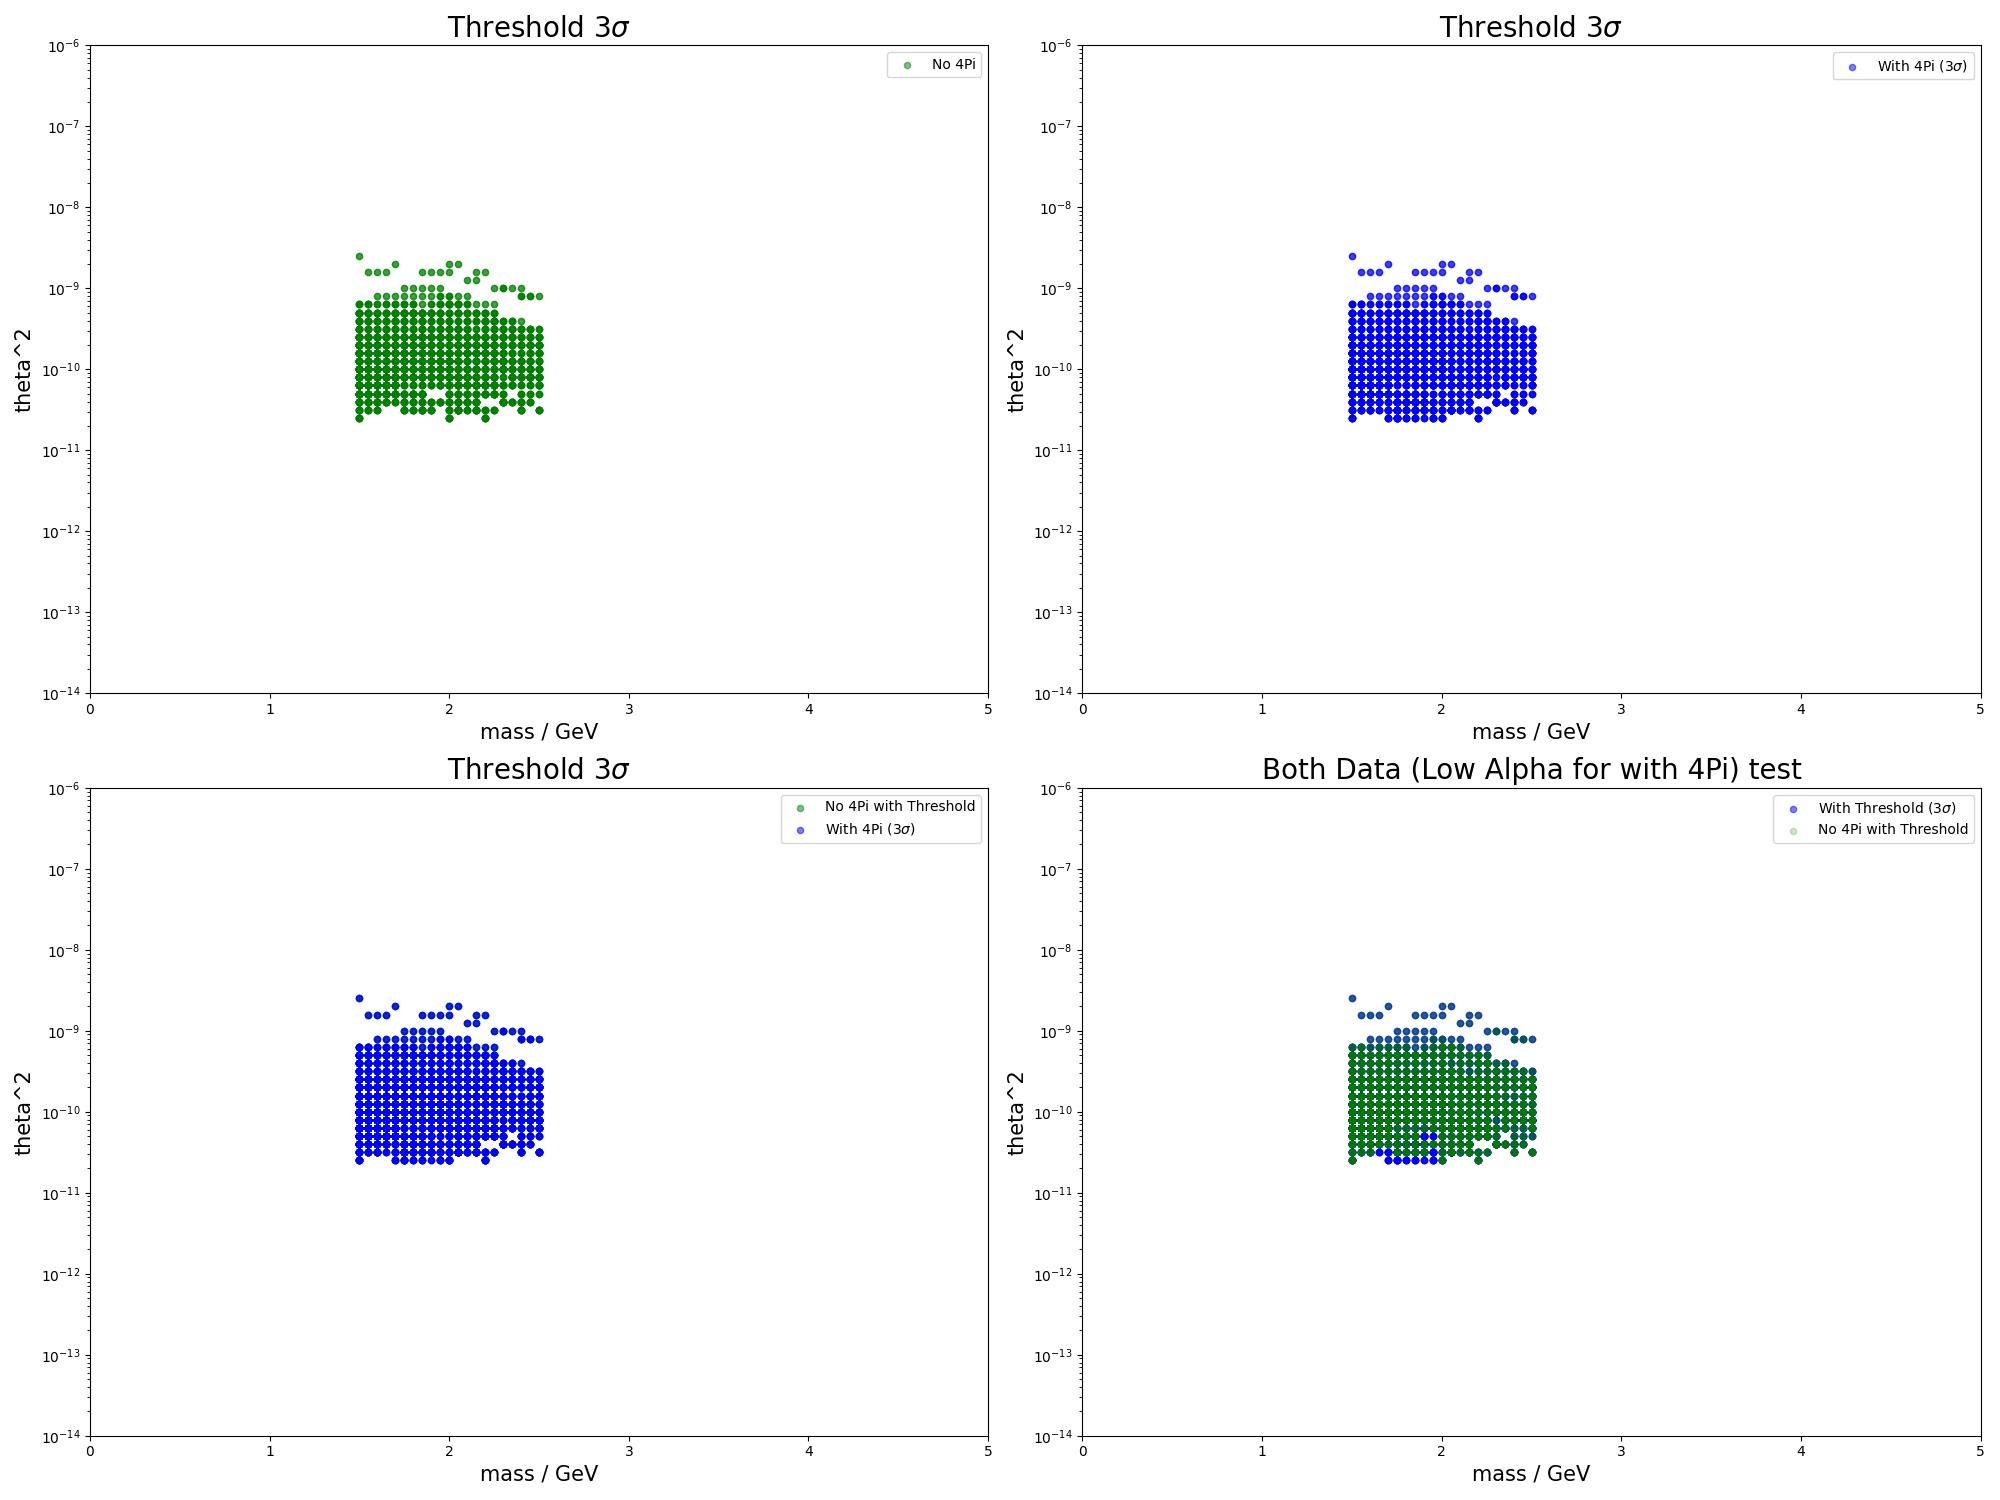 Threshold 3σ
No 4Pi
10⁻⁶
10⁻⁷
10⁻⁸
10⁻⁹
10⁻¹⁰
10⁻¹¹
10⁻¹²
10⁻¹³
10⁻¹⁴
theta^2
0 1 2 3 4 5
mass / GeV
Threshold 3σ
With 4Pi (3σ)
10⁻⁶
10⁻⁷
10⁻⁸
10⁻⁹
10⁻¹⁰
10⁻¹¹
10⁻¹²
10⁻¹³
10⁻¹⁴
theta^2
0 1 2 3 4 5
mass / GeV
Threshold 3σ
No 4Pi with Threshold
With 4Pi (3σ)
10⁻⁶
10⁻⁷
10⁻⁸
10⁻⁹
10⁻¹⁰
10⁻¹¹
10⁻¹²
10⁻¹³
10⁻¹⁴
theta^2
0 1 2 3 4 5
mass / GeV
Both Data (Low Alpha for with 4Pi) test
With Threshold (3σ)
No 4Pi with Threshold
10⁻⁶
10⁻⁷
10⁻⁸
10⁻⁹
10⁻¹⁰
10⁻¹¹
10⁻¹²
10⁻¹³
10⁻¹⁴
theta^2
0 1 2 3 4 5
mass / GeV